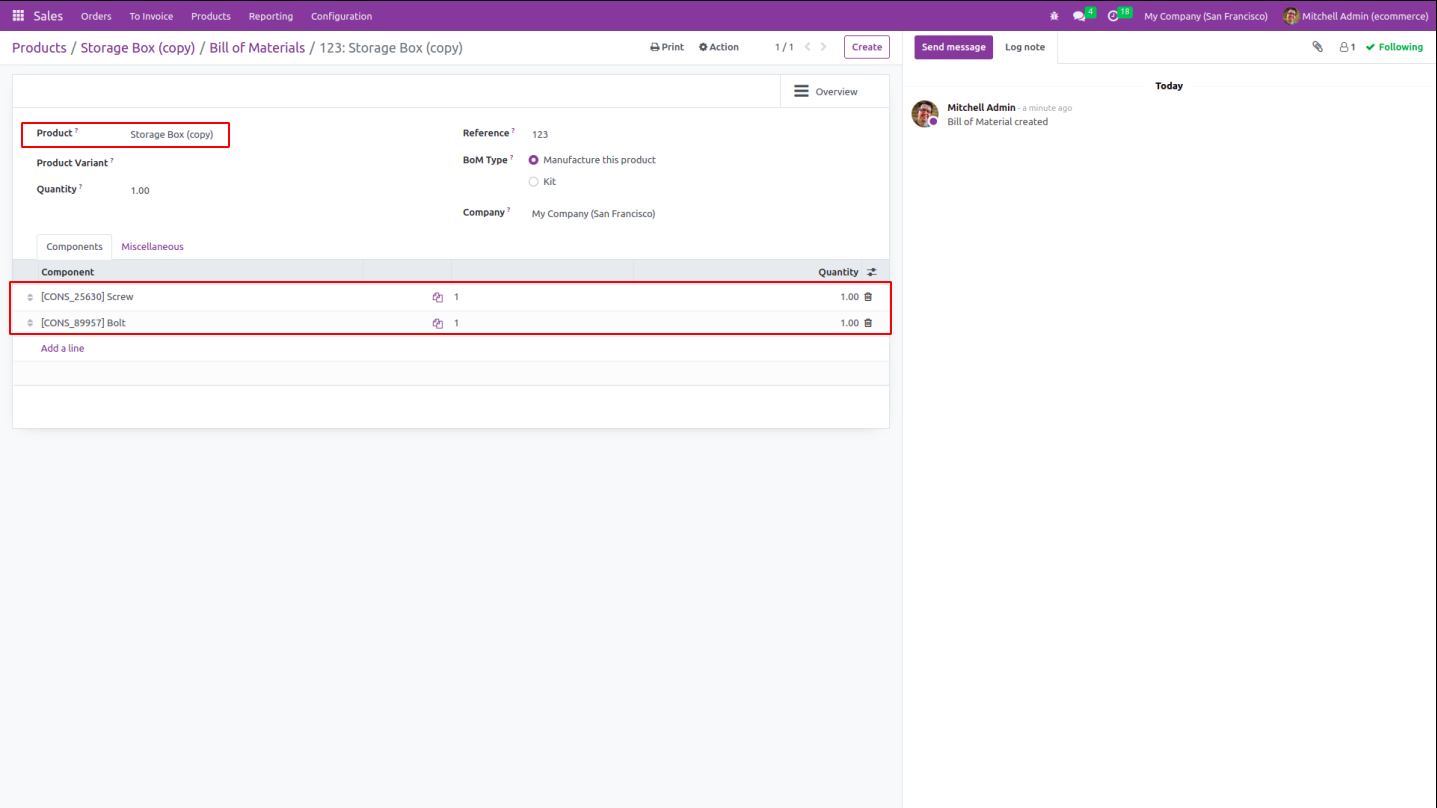 Sales Orders To Invoice Products Reporting Configuration 4 18 My Company (San Francisco) Mitchell Admin (ecommerce)
Products / Storage Box (copy) / Bill of Materials / 123: Storage Box (copy) Print Action 1 / 1 Create
Send message Log note 1 Following
Overview
Today
Mitchell Admin - a minute ago
Bill of Material created
Product ? Storage Box (copy)
Product Variant ?
Quantity ? 1.00
Reference ? 123
BoM Type ? Manufacture this product
Kit
Company ? My Company (San Francisco)
Components Miscellaneous
Component Quantity
[CONS_25630] Screw 1 1.00
[CONS_89957] Bolt 1 1.00
Add a line